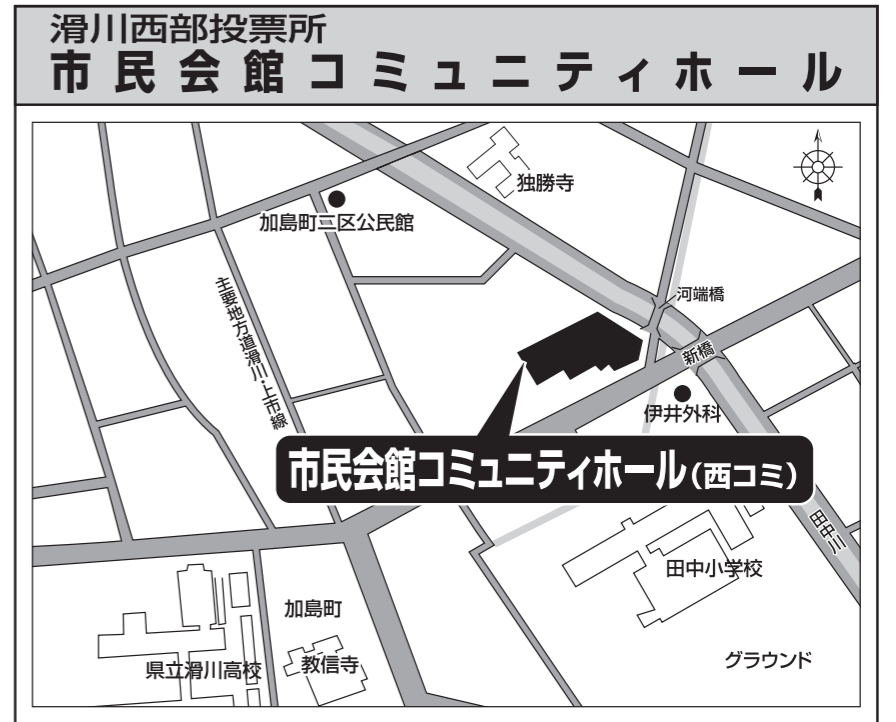 滑川西部投票所
市民会館コミュニティホール
独勝寺
加島町二区公民館
河端橋
主要地方道滑川・上市線
新橋
伊井外科
市民会館コミュニティホール(西コミ)
田中川
田中小学校
加島町
グラウンド
県立滑川高校
教信寺